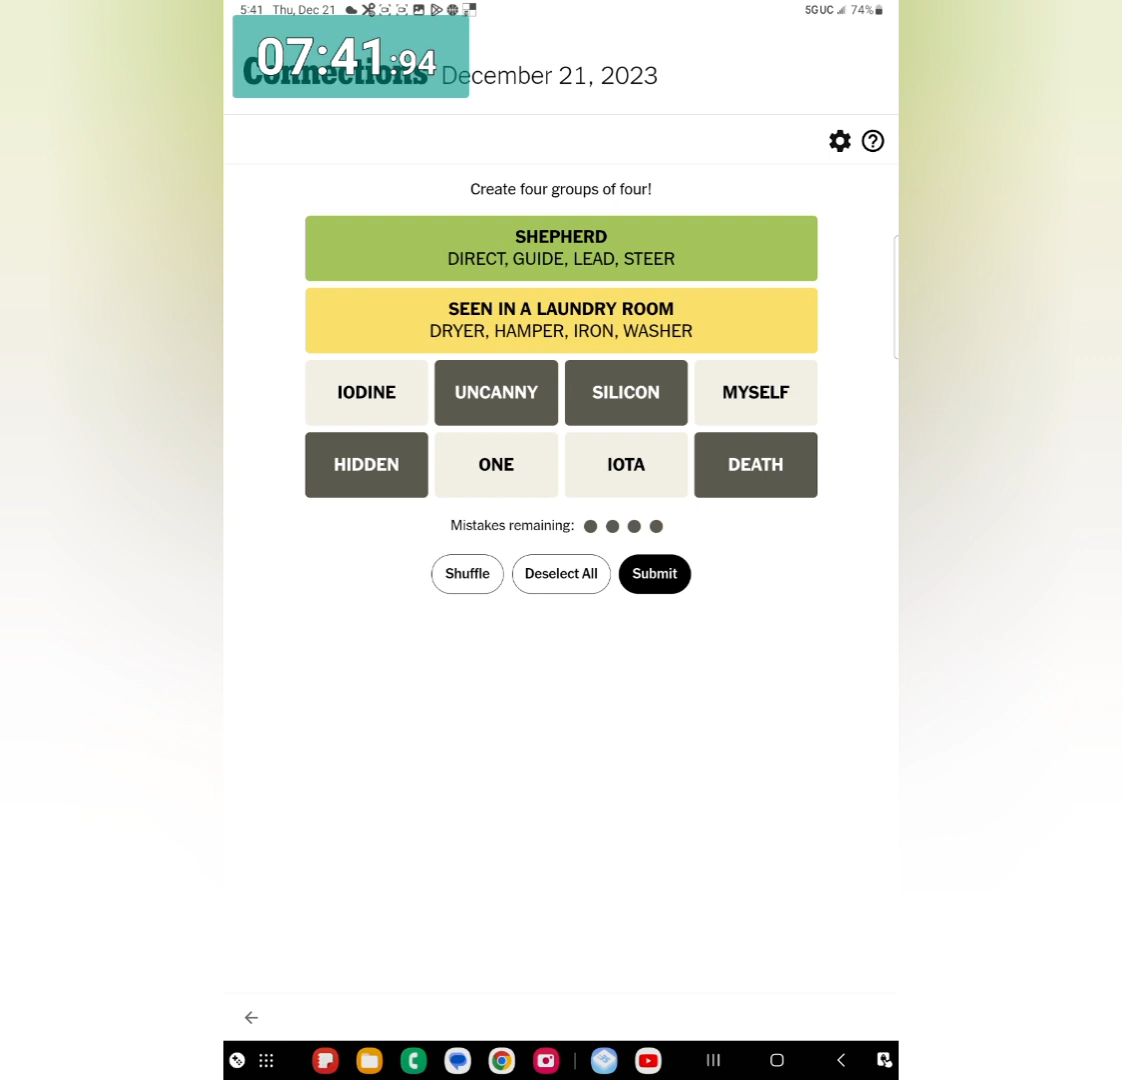 5:41 Thu, Dec 21
5G UC 74%
07:41:94
Connections December 21, 2023
Create four groups of four!
SHEPHERD
DIRECT, GUIDE, LEAD, STEER
SEEN IN A LAUNDRY ROOM
DRYER, HAMPER, IRON, WASHER
IODINE UNCANNY SILICON MYSELF
HIDDEN ONE IOTA DEATH
Mistakes remaining:
Shuffle Deselect All Submit